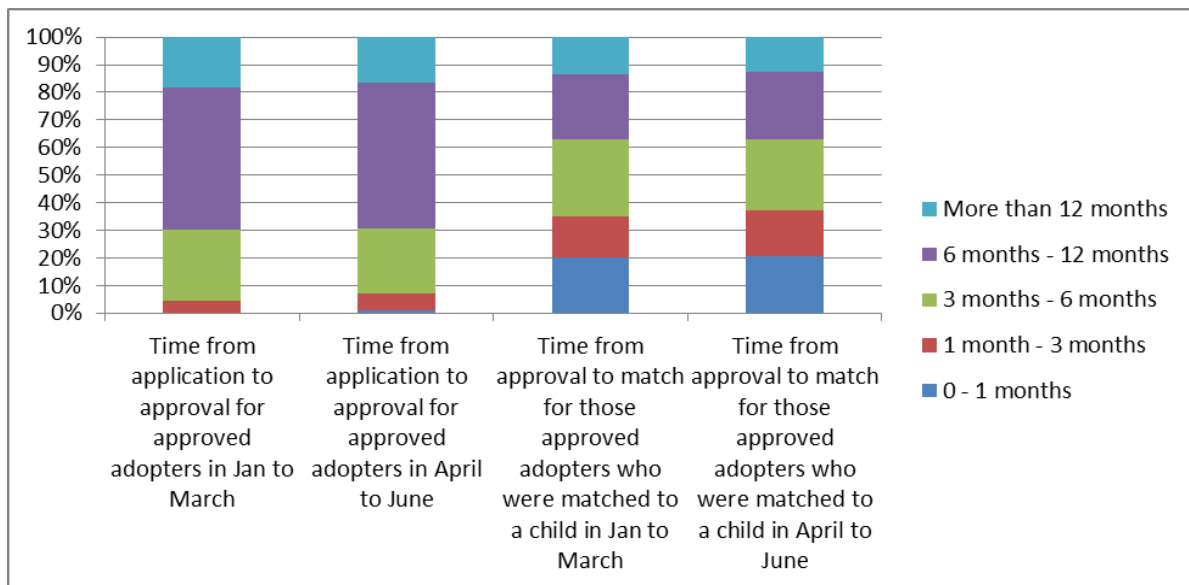 100%
90%
80%
70%
60%
50%
40%
30%
20%
10%
0%
Time from
application to
approval for
approved
adopters in Jan to
March
Time from
application to
approval for
approved
adopters in April
to June
Time from
approval to match
for those
approved
adopters who
were matched to
a child in Jan to
March
Time from
approval to match
for those
approved
adopters who
were matched to
a child in April to
June
More than 12 months
6 months - 12 months
3 months - 6 months
1 month - 3 months
0 - 1 months